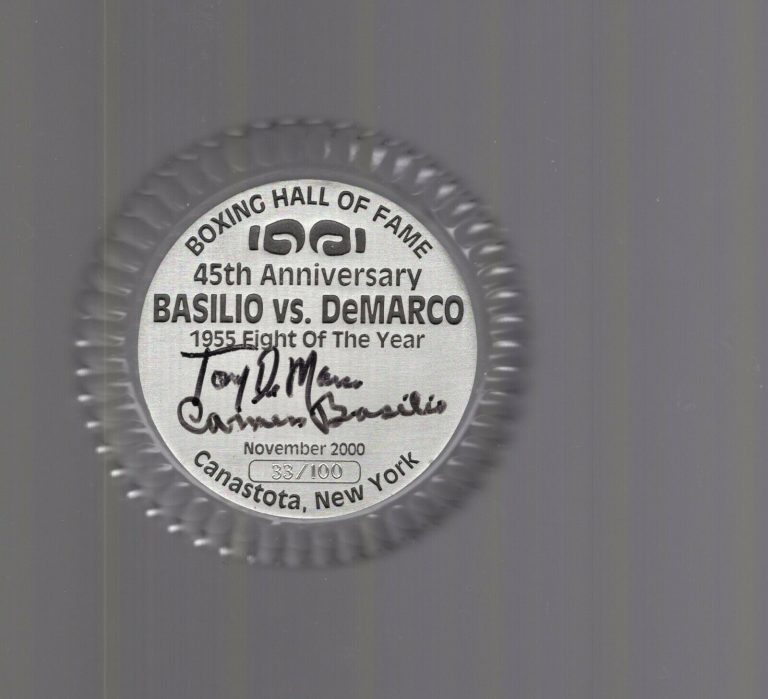 BOXING HALL OF FAME
45th Anniversary
BASILIO vs. DeMARCO
1955 Fight Of The Year
Tony DeMarco
Carmen Basilio
November 2000
33/100
Canastota, New York